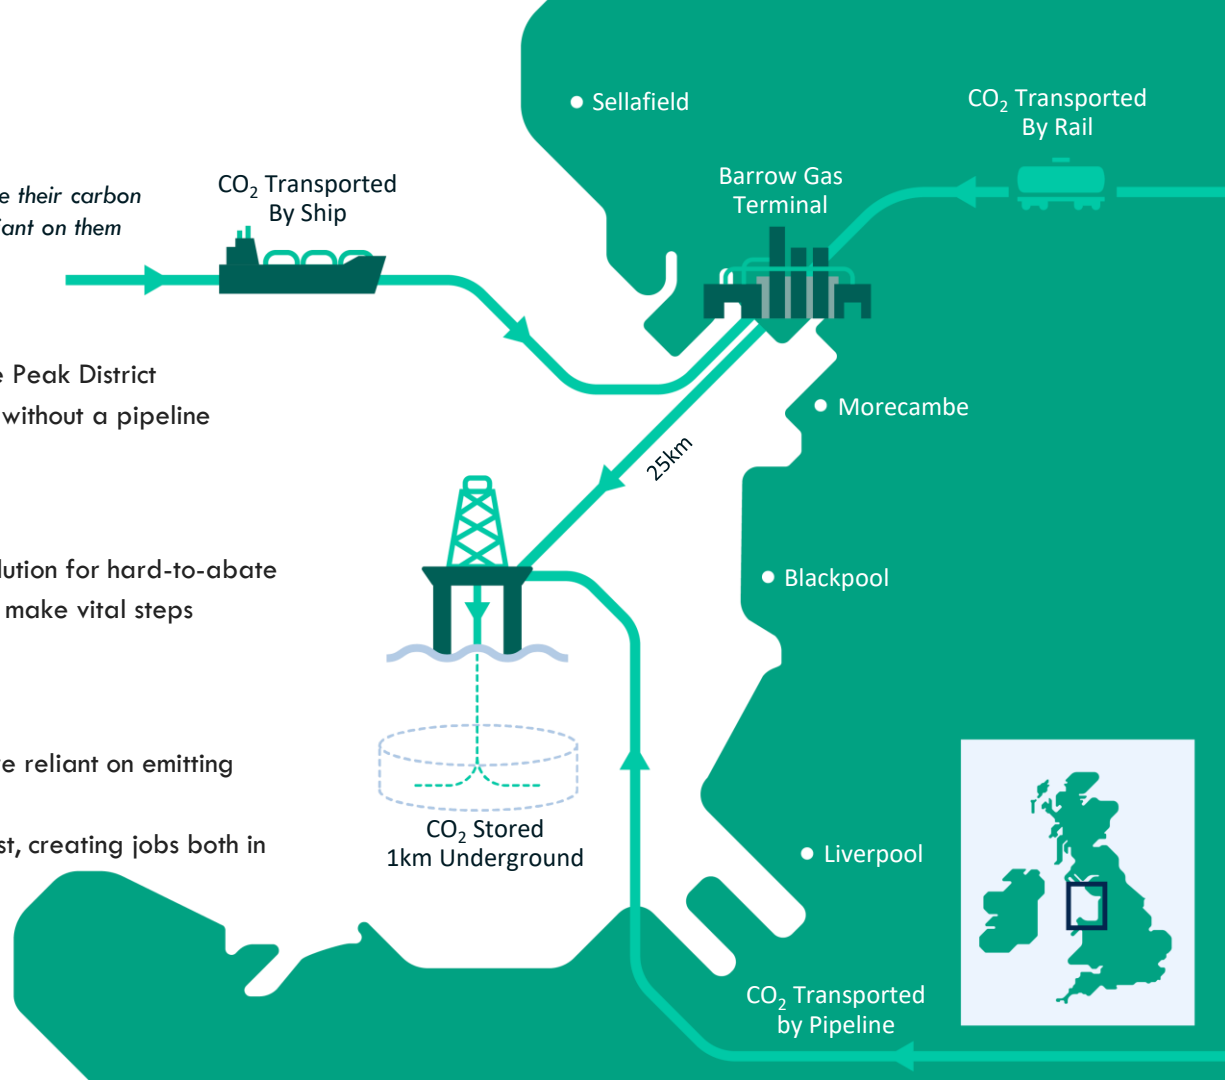 Sellafield
CO₂ Transported
By Rail
Barrow Gas
Terminal
CO₂ Transported
By Ship
e their carbon
iant on them
e Peak District
without a pipeline
Morecambe
25km
lution for hard-to-abate
make vital steps
Blackpool
e reliant on emitting
st, creating jobs both in
CO₂ Stored
1km Underground
Liverpool
CO₂ Transported
by Pipeline